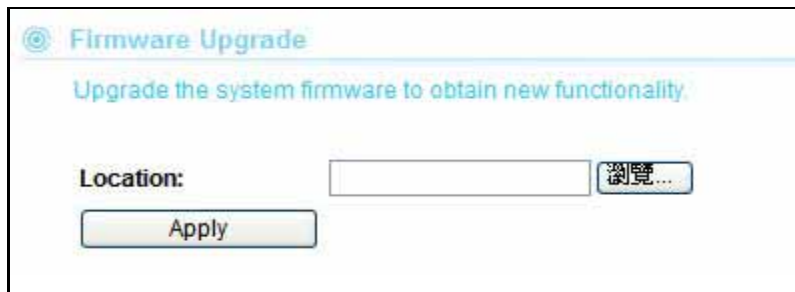 Firmware Upgrade
Upgrade the system firmware to obtain new functionality.
Location:
瀏覽...
Apply